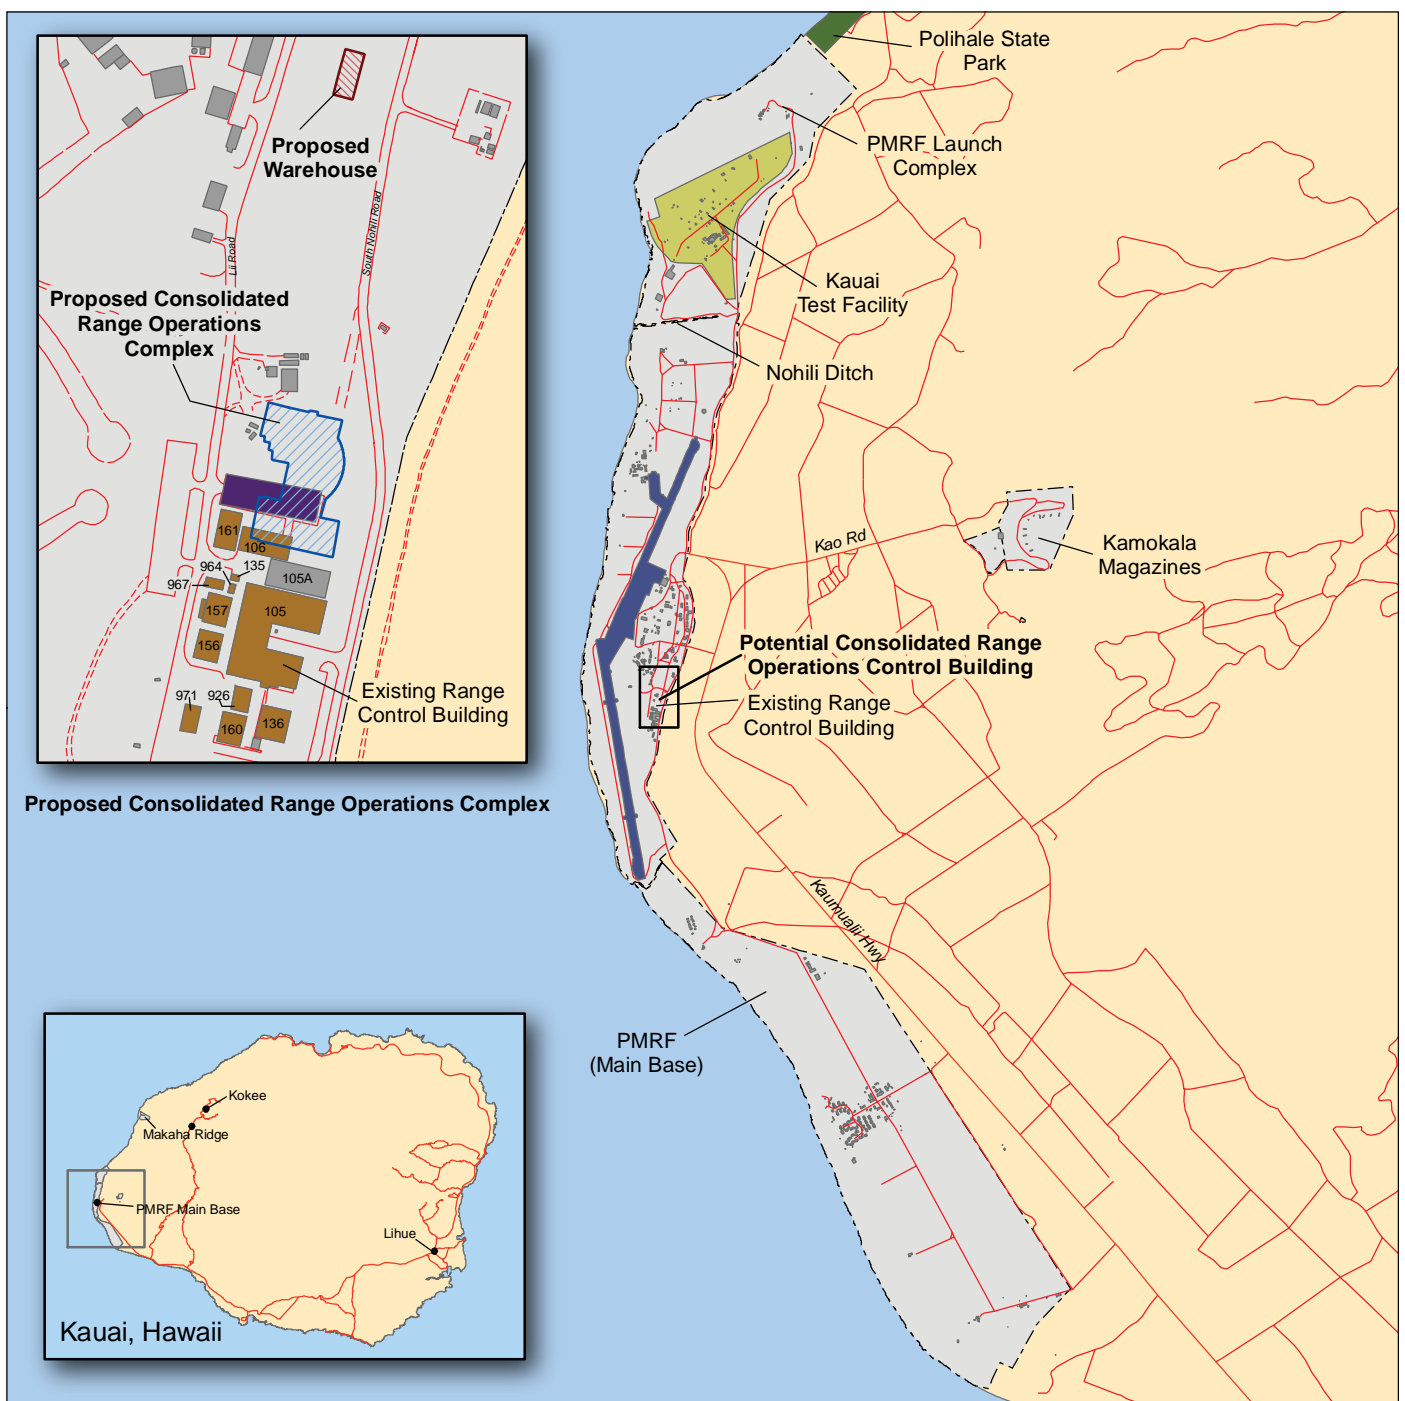 Proposed
Warehouse
Lii Road
South Nohili Road
Proposed Consolidated
Range Operations
Complex
161
106
964
135
967
105A
157
105
156
971
926
160
136
Existing Range
Control Building
Proposed Consolidated Range Operations Complex
Polihale State
Park
PMRF Launch
Complex
Kauai
Test Facility
Nohili Ditch
Kao Rd
Kamokala
Magazines
Potential Consolidated Range
Operations Control Building
Existing Range
Control Building
Kaumualii Hwy
PMRF
(Main Base)
Kokee
Makaha Ridge
PMRF Main Base
Lihue
Kauai, Hawaii